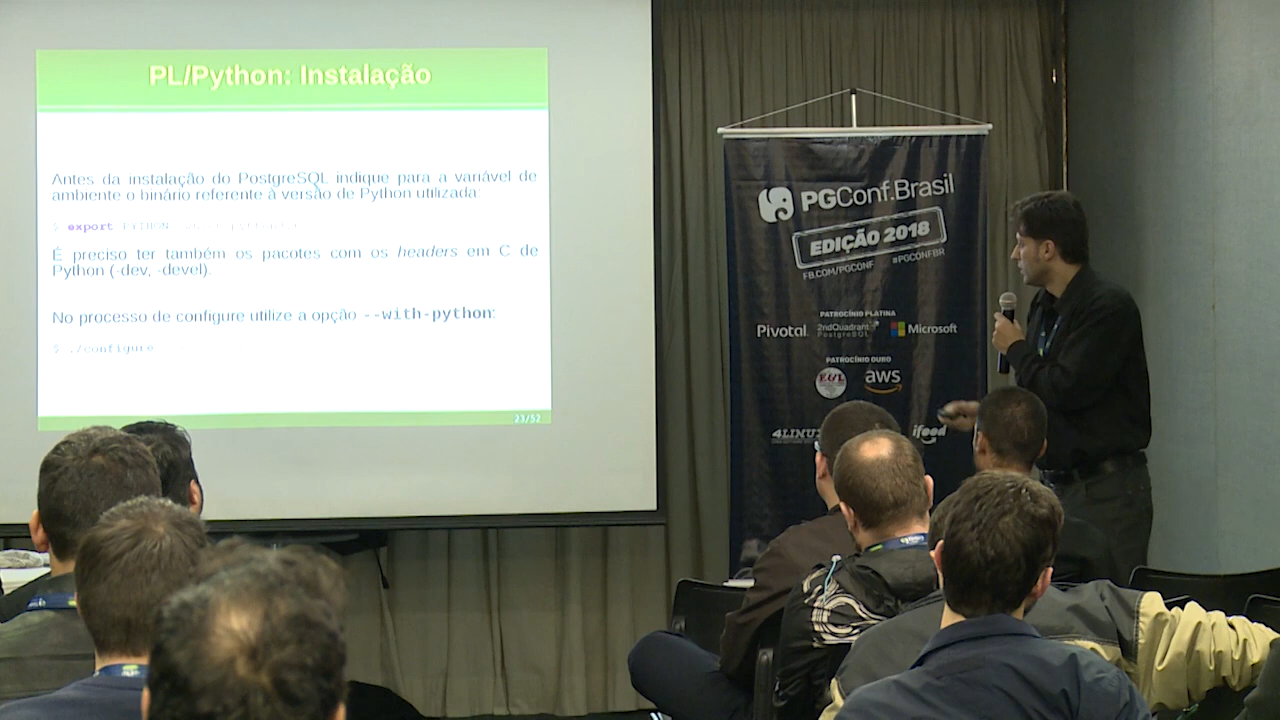 PL/Python: Instalação
Antes da instalação do PostgreSQL indique para a variável de
ambiente o binário referente à versão de Python utilizada:
$ export PYTHON
É preciso ter também os pacotes com os headers em C de
Python (-dev, -devel).
No processo de configure utilize a opção --with-python:
$ ./configure
23/52
PGConf.Brasil
EDIÇÃO 2018
FB.COM/PGCONF #PGCONFBR
PATROCÍNIO PLATINA
Pivotal 2ndQuadrant PostgreSQL Microsoft
PATROCÍNIO OURO
aws
4LINUX ifood